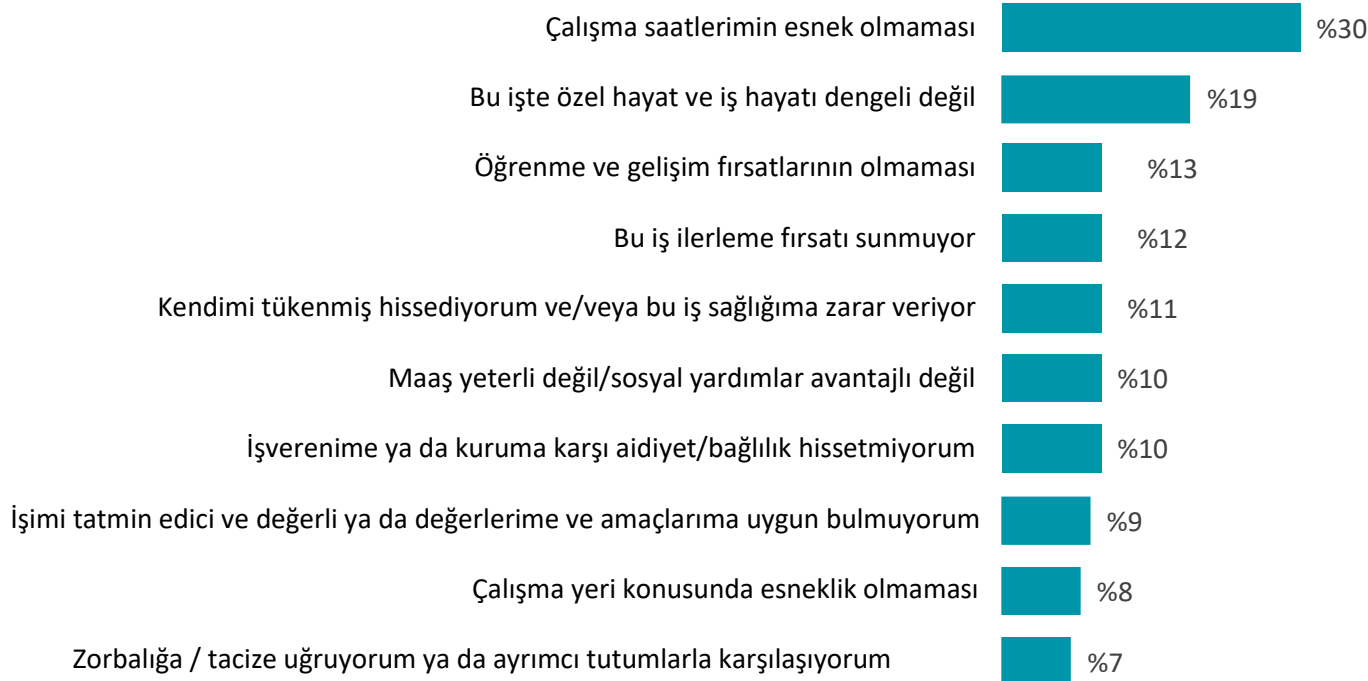 Çalışma saatlerimin esnek olmaması %30
Bu işte özel hayat ve iş hayatı dengeli değil %19
Öğrenme ve gelişim fırsatlarının olmaması %13
Bu iş ilerleme fırsatı sunmuyor %12
Kendimi tükenmiş hissediyorum ve/veya bu iş sağlığıma zarar veriyor %11
Maaş yeterli değil/sosyal yardımlar avantajlı değil %10
İşverenime ya da kuruma karşı aidiyet/bağlılık hissetmiyorum %10
İşimi tatmin edici ve değerli ya da değerlerime ve amaçlarıma uygun bulmuyorum %9
Çalışma yeri konusunda esneklik olmaması %8
Zorbalığa / tacize uğruyorum ya da ayrımcı tutumlarla karşılaşıyorum %7